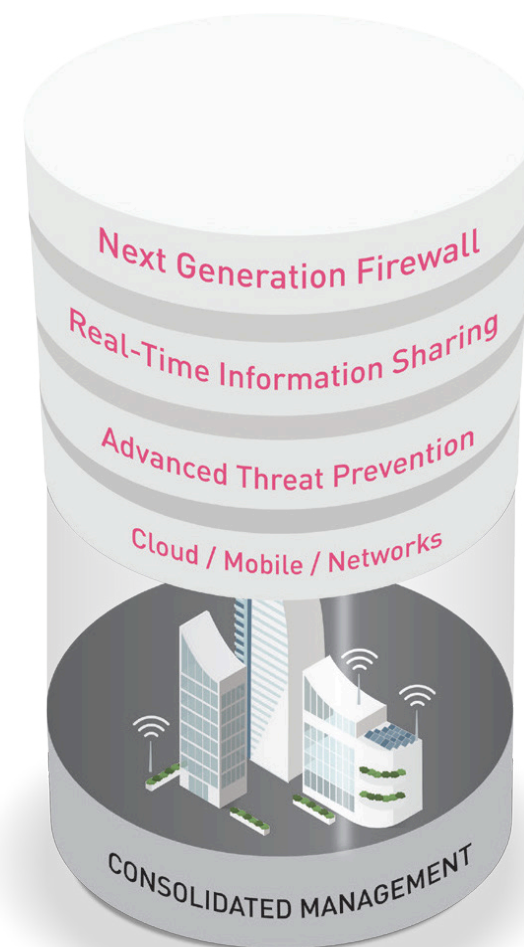 Next Generation Firewall
Real-Time Information Sharing
Advanced Threat Prevention
Cloud / Mobile / Networks
CONSOLIDATED MANAGEMENT